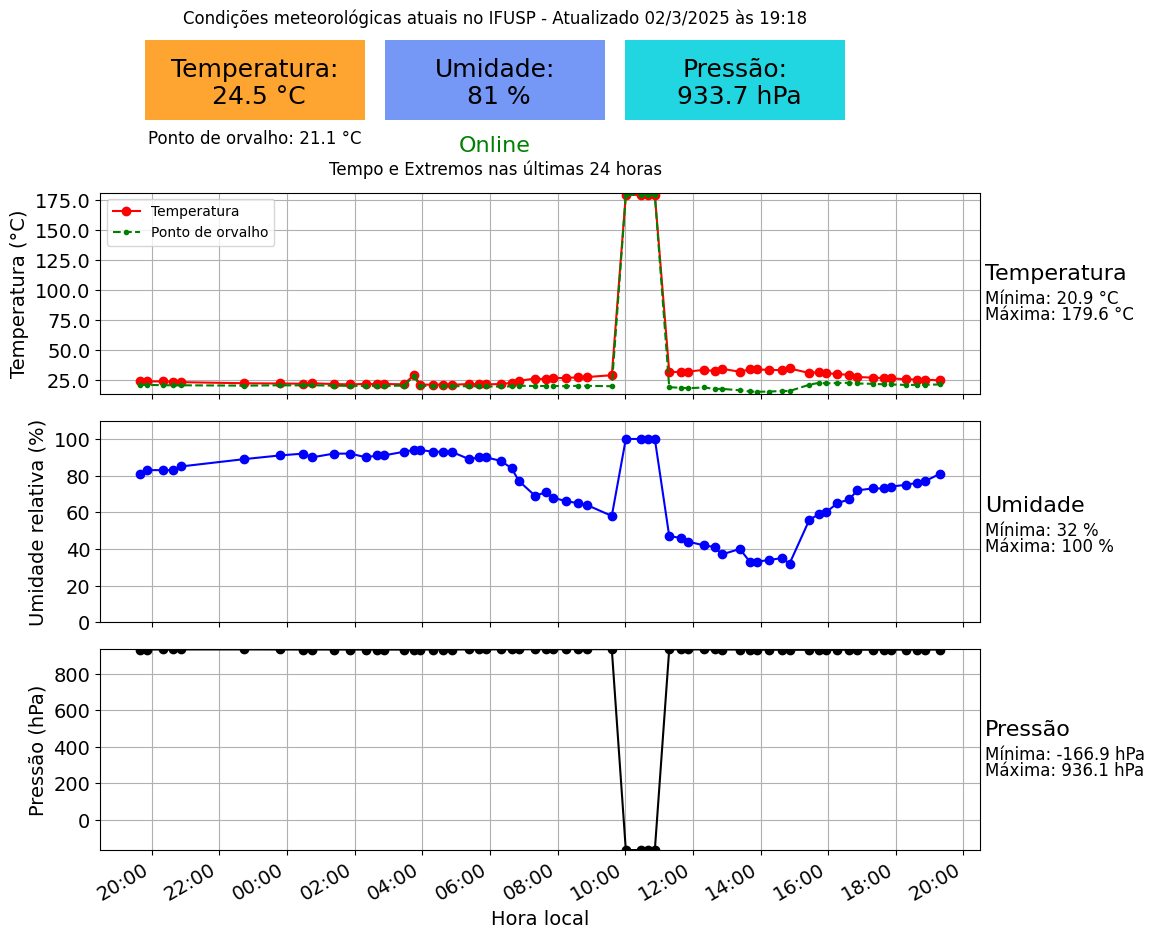 Condições meteorológicas atuais no IFUSP - Atualizado 02/3/2025 às 19:18
Temperatura:
24.5 °C
Umidade:
81 %
Pressão:
933.7 hPa
Ponto de orvalho: 21.1 °C
Online
Tempo e Extremos nas últimas 24 horas
Temperatura (°C)
175.0
150.0
125.0
100.0
75.0
50.0
25.0
Temperatura
Ponto de orvalho
Temperatura
Mínima: 20.9 °C
Máxima: 179.6 °C
Umidade relativa (%)
100
80
60
40
20
0
Umidade
Mínima: 32 %
Máxima: 100 %
Pressão (hPa)
800
600
400
200
0
Pressão
Mínima: -166.9 hPa
Máxima: 936.1 hPa
20:00 22:00 00:00 02:00 04:00 06:00 08:00 10:00 12:00 14:00 16:00 18:00 20:00
Hora local